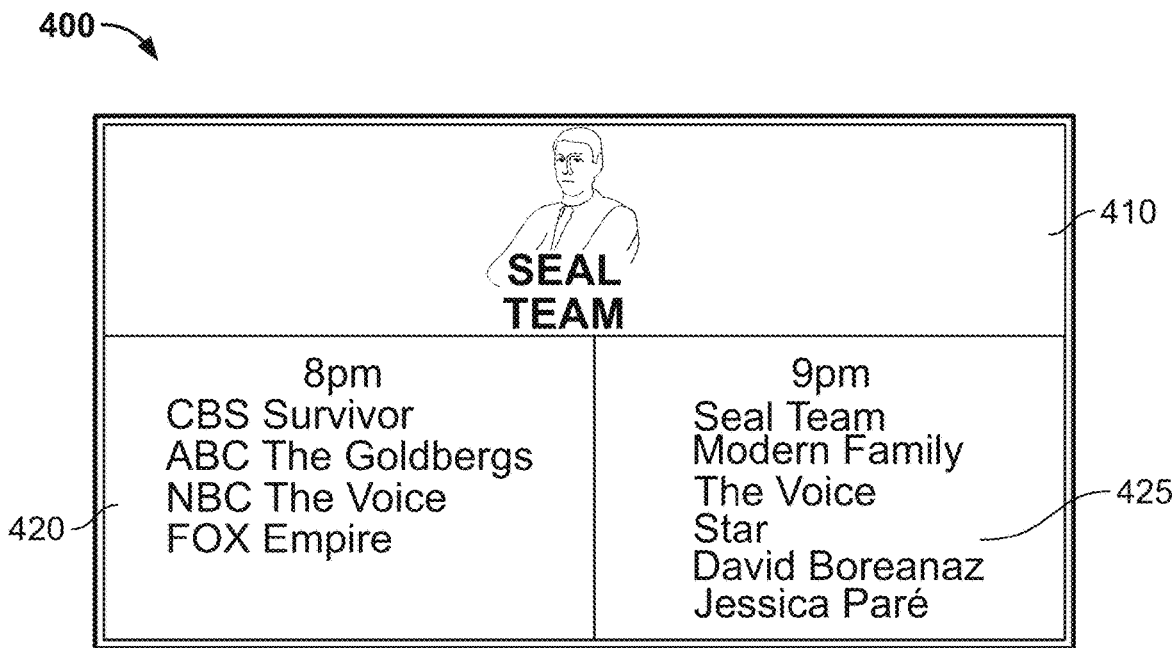 400
410
SEAL
TEAM
8pm
CBS Survivor
ABC The Goldbergs
NBC The Voice
FOX Empire
420
9pm
Seal Team
Modern Family
The Voice
Star
David Boreanaz
Jessica Paré
425